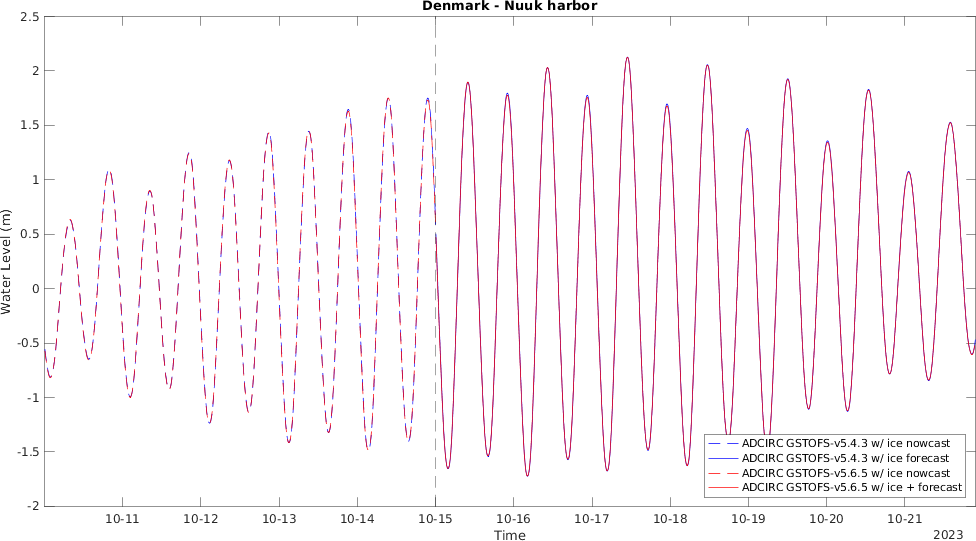 Denmark - Nuuk harbor
2.5
2
1.5
1
0.5
0
-0.5
-1
-1.5
-2
Water Level (m)
ADCIRC GSTOFS-v5.4.3 w/ ice nowcast
ADCIRC GSTOFS-v5.4.3 w/ ice forecast
ADCIRC GSTOFS-v5.6.5 w/ ice nowcast
ADCIRC GSTOFS-v5.6.5 w/ ice + forecast
10-11 10-12 10-13 10-14 10-15 10-16 10-17 10-18 10-19 10-20 10-21
Time
2023